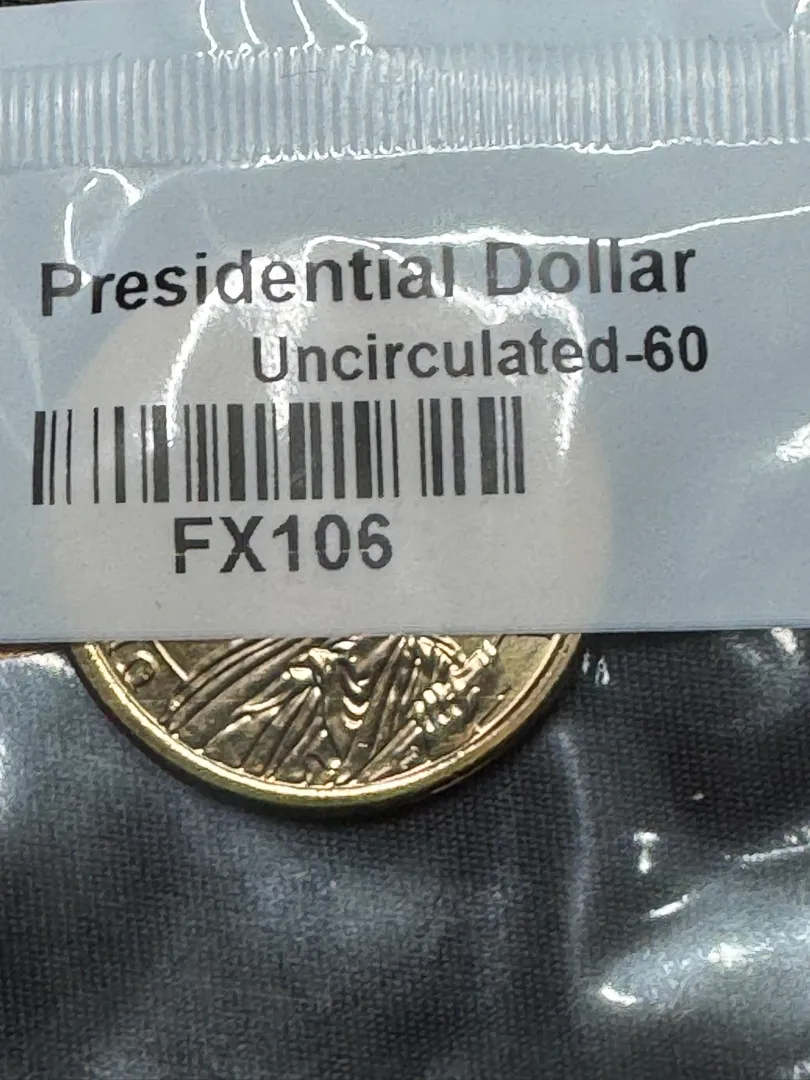 Presidential Dollar
Uncirculated-60
FX106